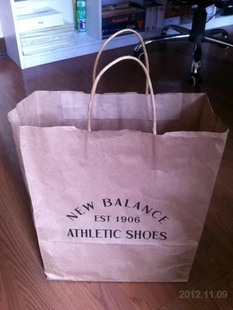 NEW BALANCE
EST 1906
ATHLETIC SHOES
2012.11.09